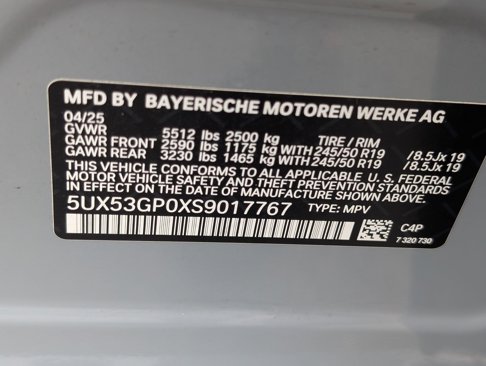 MFD BY BAYERISCHE MOTOREN WERKE AG
04/25
GVWR 5512 lbs 2500 kg TIRE / RIM
GAWR FRONT 2590 lbs 1175 kg WITH 245/50 R19 /8.5Jx 19
GAWR REAR 3230 lbs 1465 kg WITH 245/50 R19 /8.5Jx 19
THIS VEHICLE CONFORMS TO ALL APPLICABLE U. S. FEDERAL
MOTOR VEHICLE SAFETY, BUMPER, AND THEFT PREVENTION
STANDARDS IN EFFECT ON THE DATE OF MANUFACTURE SHOWN ABOVE.
5UX53GP0XS9017767 TYPE: MPV
C4P
7 320 730